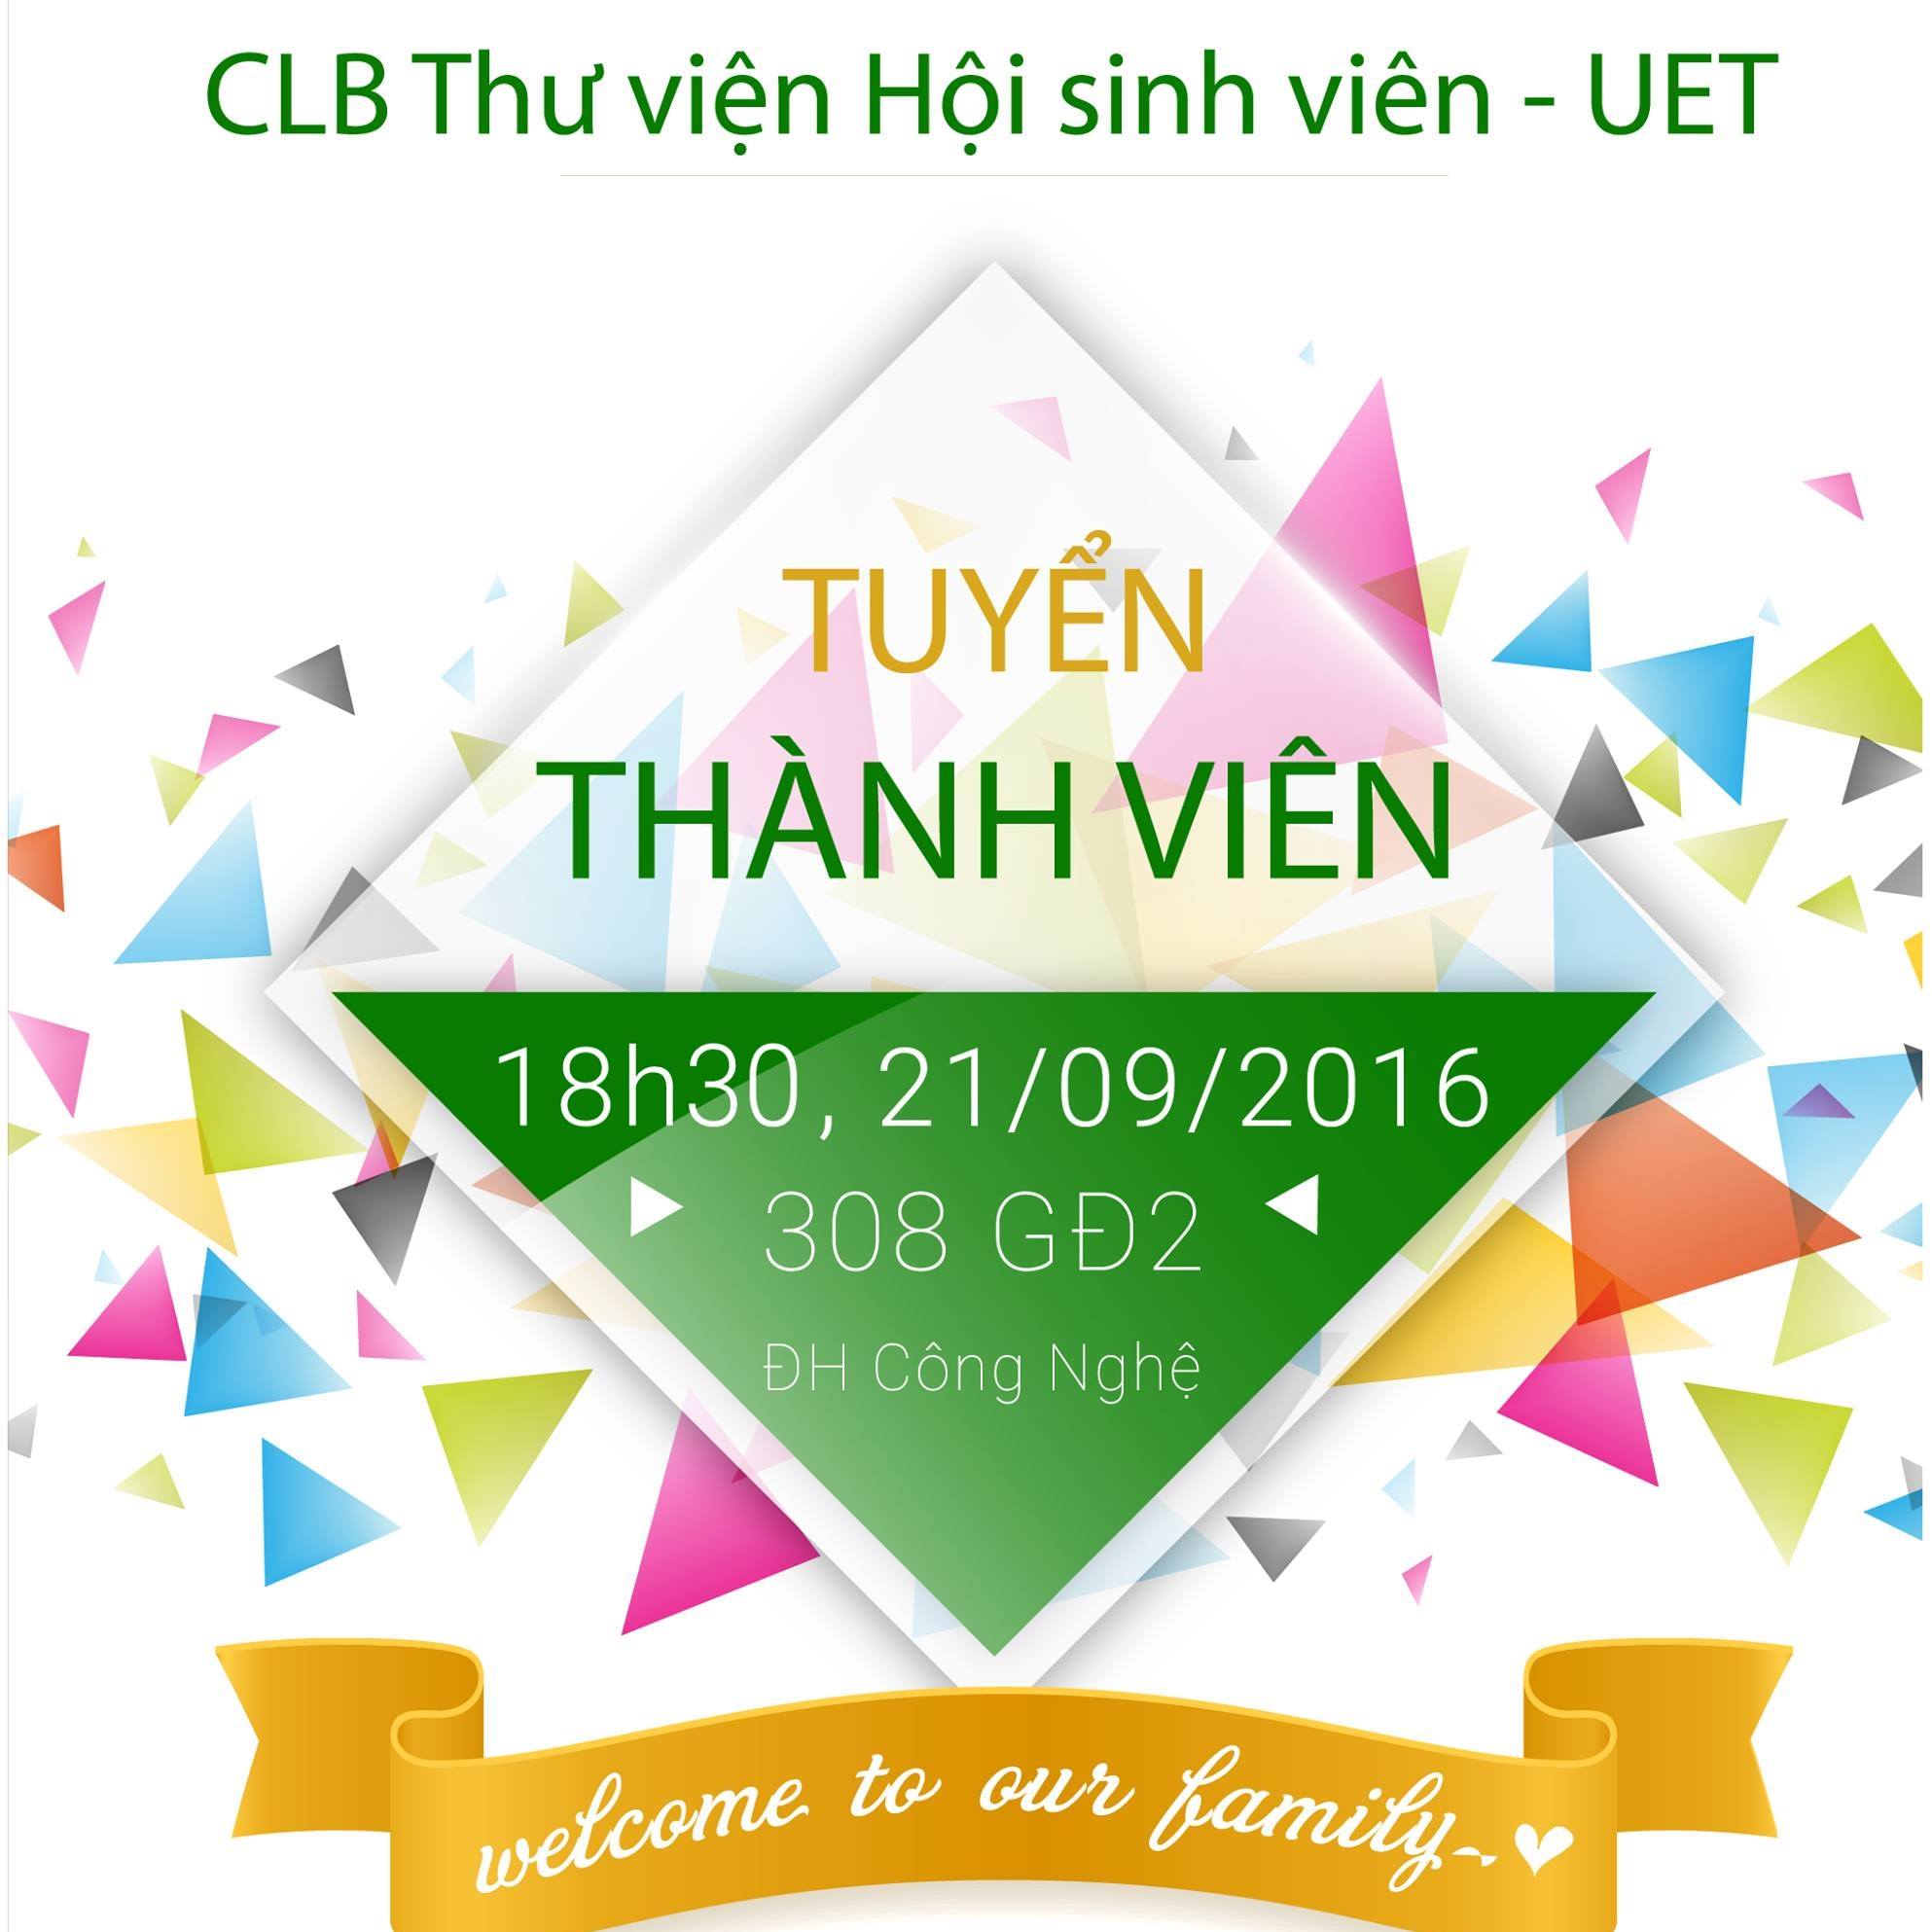 CLB Thư viện Hội sinh viên - UET
TUYỂN
THÀNH VIÊN
18h30, 21/09/2016
308 GĐ2
ĐH Công Nghệ
welcome to our family~